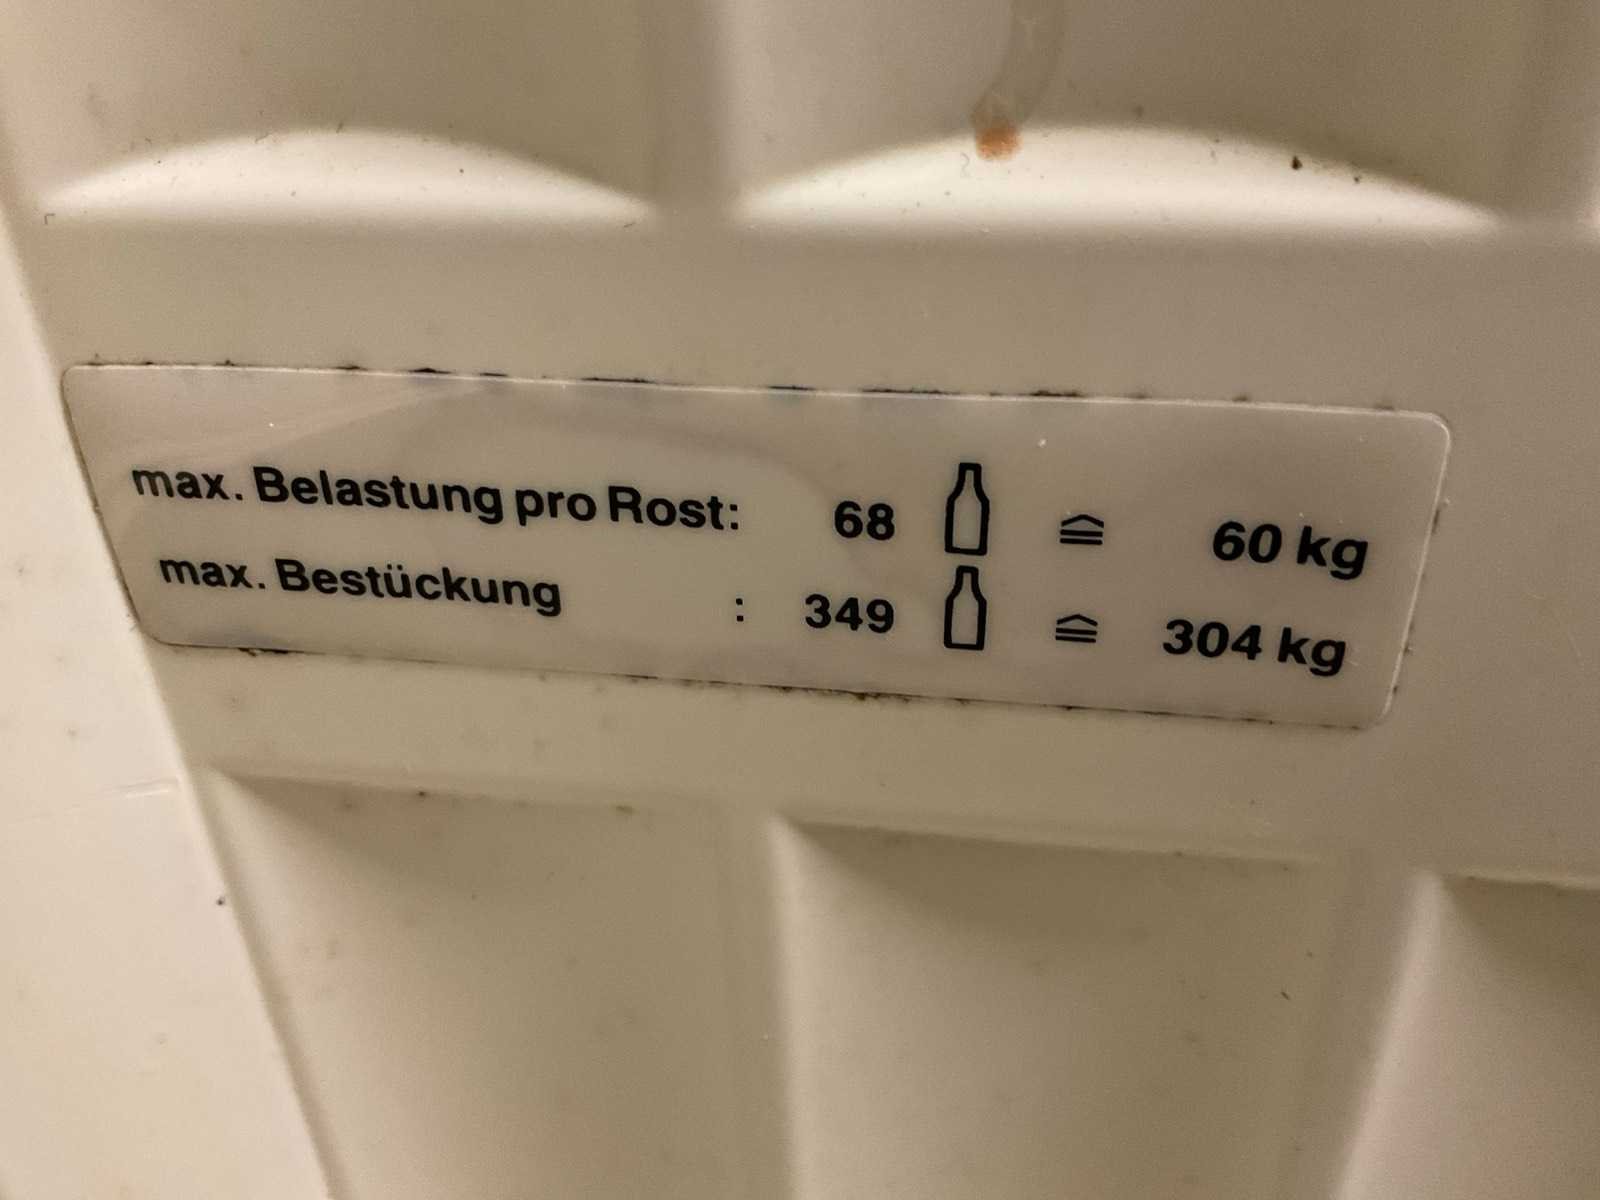 max. Belastung pro Rost: 68 ≙ 60 kg
max. Bestückung : 349 ≙ 304 kg